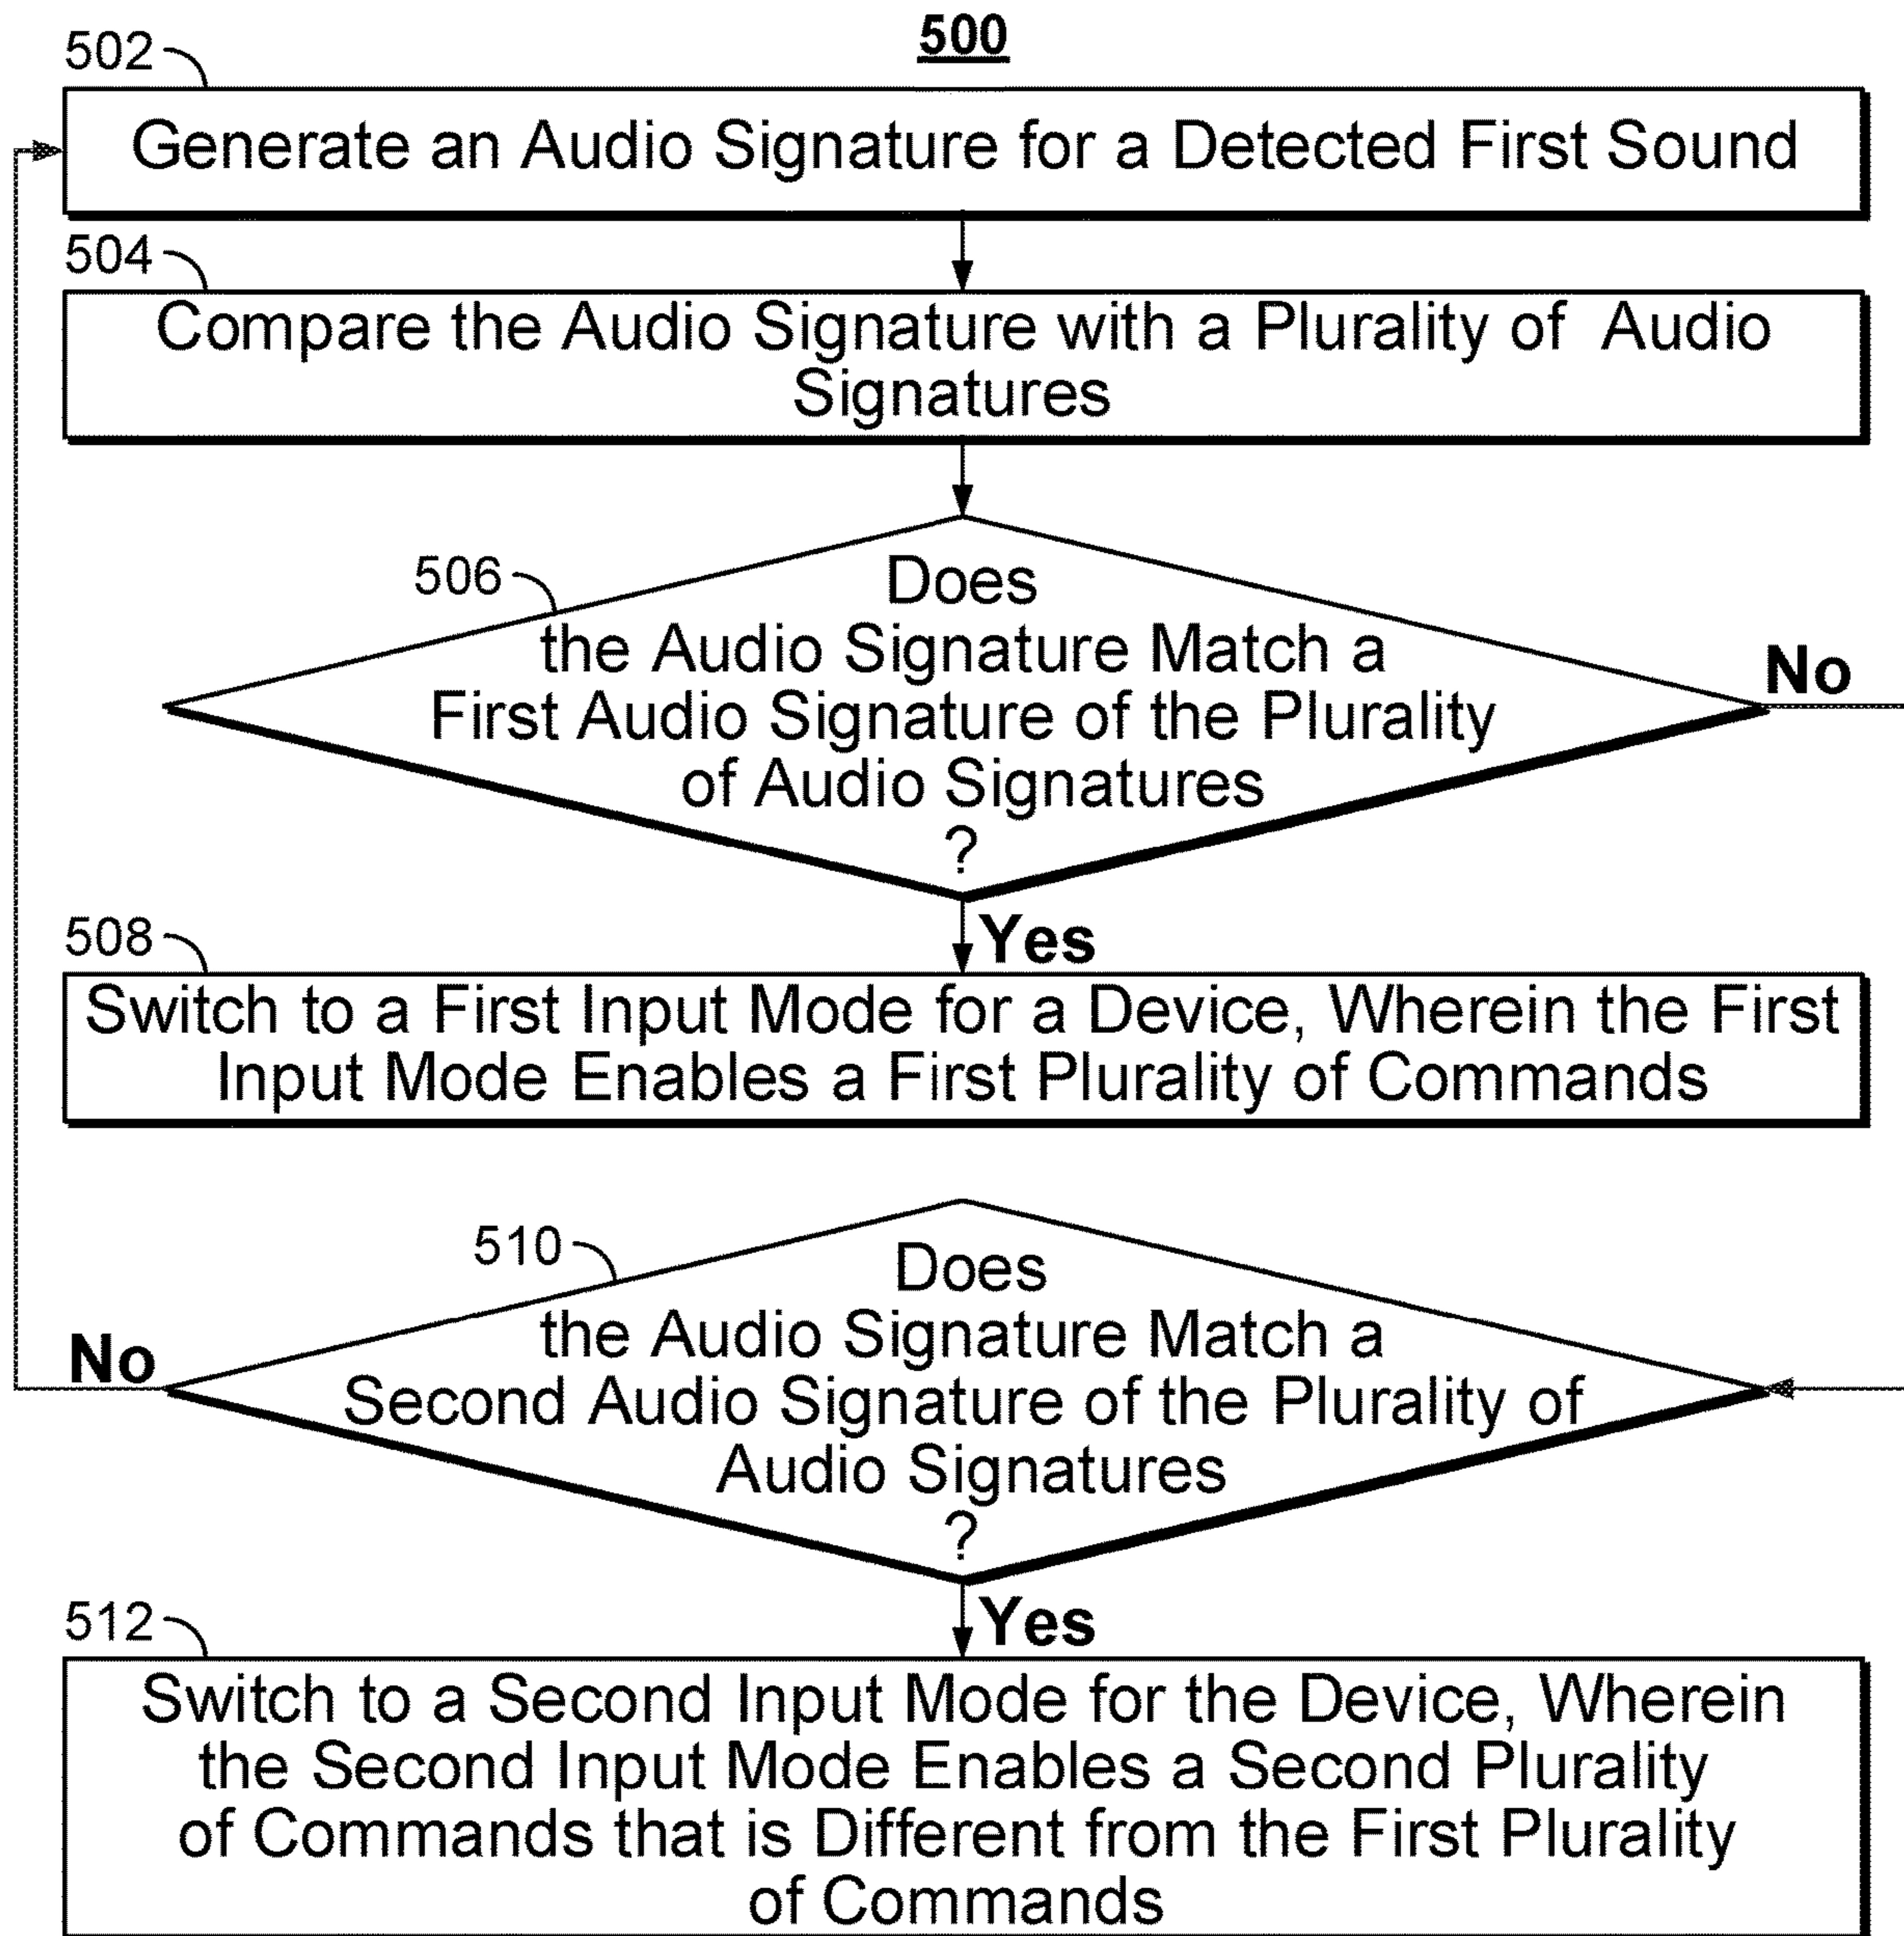 500
502
Generate an Audio Signature for a Detected First Sound
504
Compare the Audio Signature with a Plurality of Audio
Signatures
506
Does
the Audio Signature Match a
First Audio Signature of the Plurality
of Audio Signatures
?
No
Yes
508
Switch to a First Input Mode for a Device, Wherein the First
Input Mode Enables a First Plurality of Commands
510
Does
the Audio Signature Match a
Second Audio Signature of the Plurality of
Audio Signatures
?
No
Yes
512
Switch to a Second Input Mode for the Device, Wherein
the Second Input Mode Enables a Second Plurality
of Commands that is Different from the First Plurality
of Commands